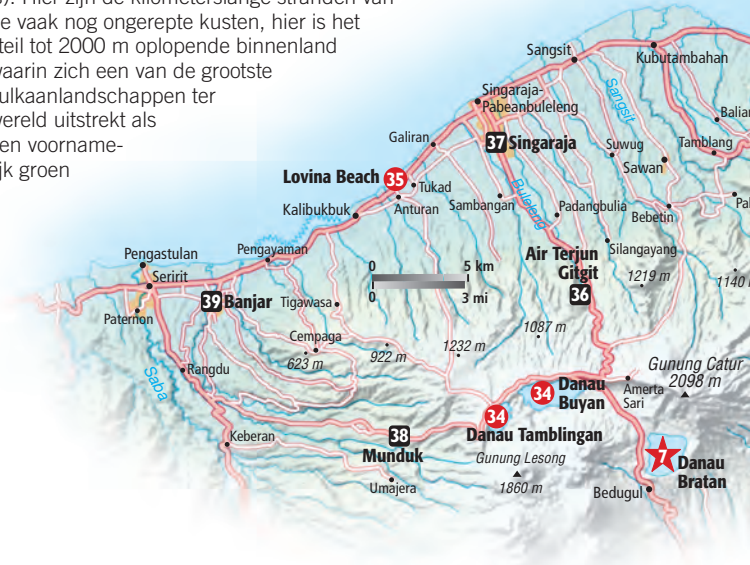 Hier zijn de kilometerslange stranden van
e vaak nog ongerepte kusten, hier is het
teil tot 2000 m oplopende binnenland
waarin zich een van de grootste
ulkaanlandschappen ter
wereld uitstrekt als
en voorname-
jk groen
Sangsit
Kubutambahan
Singaraja-
Pabeanbuleleng
Sangsit
Balian
Galiran
37 Singaraja
Suwug
Tamblang
Sawan
Lovina Beach 35
Tukad
Buleleng
Kalibukbuk
Anturan
Sambangan
Padangbulia
Bebetin
Pengastulan
Pengayaman
Air Terjun
Gitgit
36
Silangayang
0 5 km
0 3 mi
1219 m
1140
Seririt
39 Banjar
Tigawasa
Patemon
Cempaga
1087 m
623 m
922 m
1232 m
Saba
Rangdu
Gunung Catur
2098 m
34 Danau
Buyan
Amerta
Sari
34
Danau Tamblingan
Keberan
38
Munduk
Gunung Lesong
1860 m
7 Danau
Bratan
Umajera
Bedugul